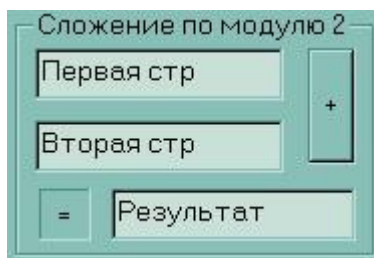 Сложение по модулю 2
Первая стр
+
Вторая стр
= Результат